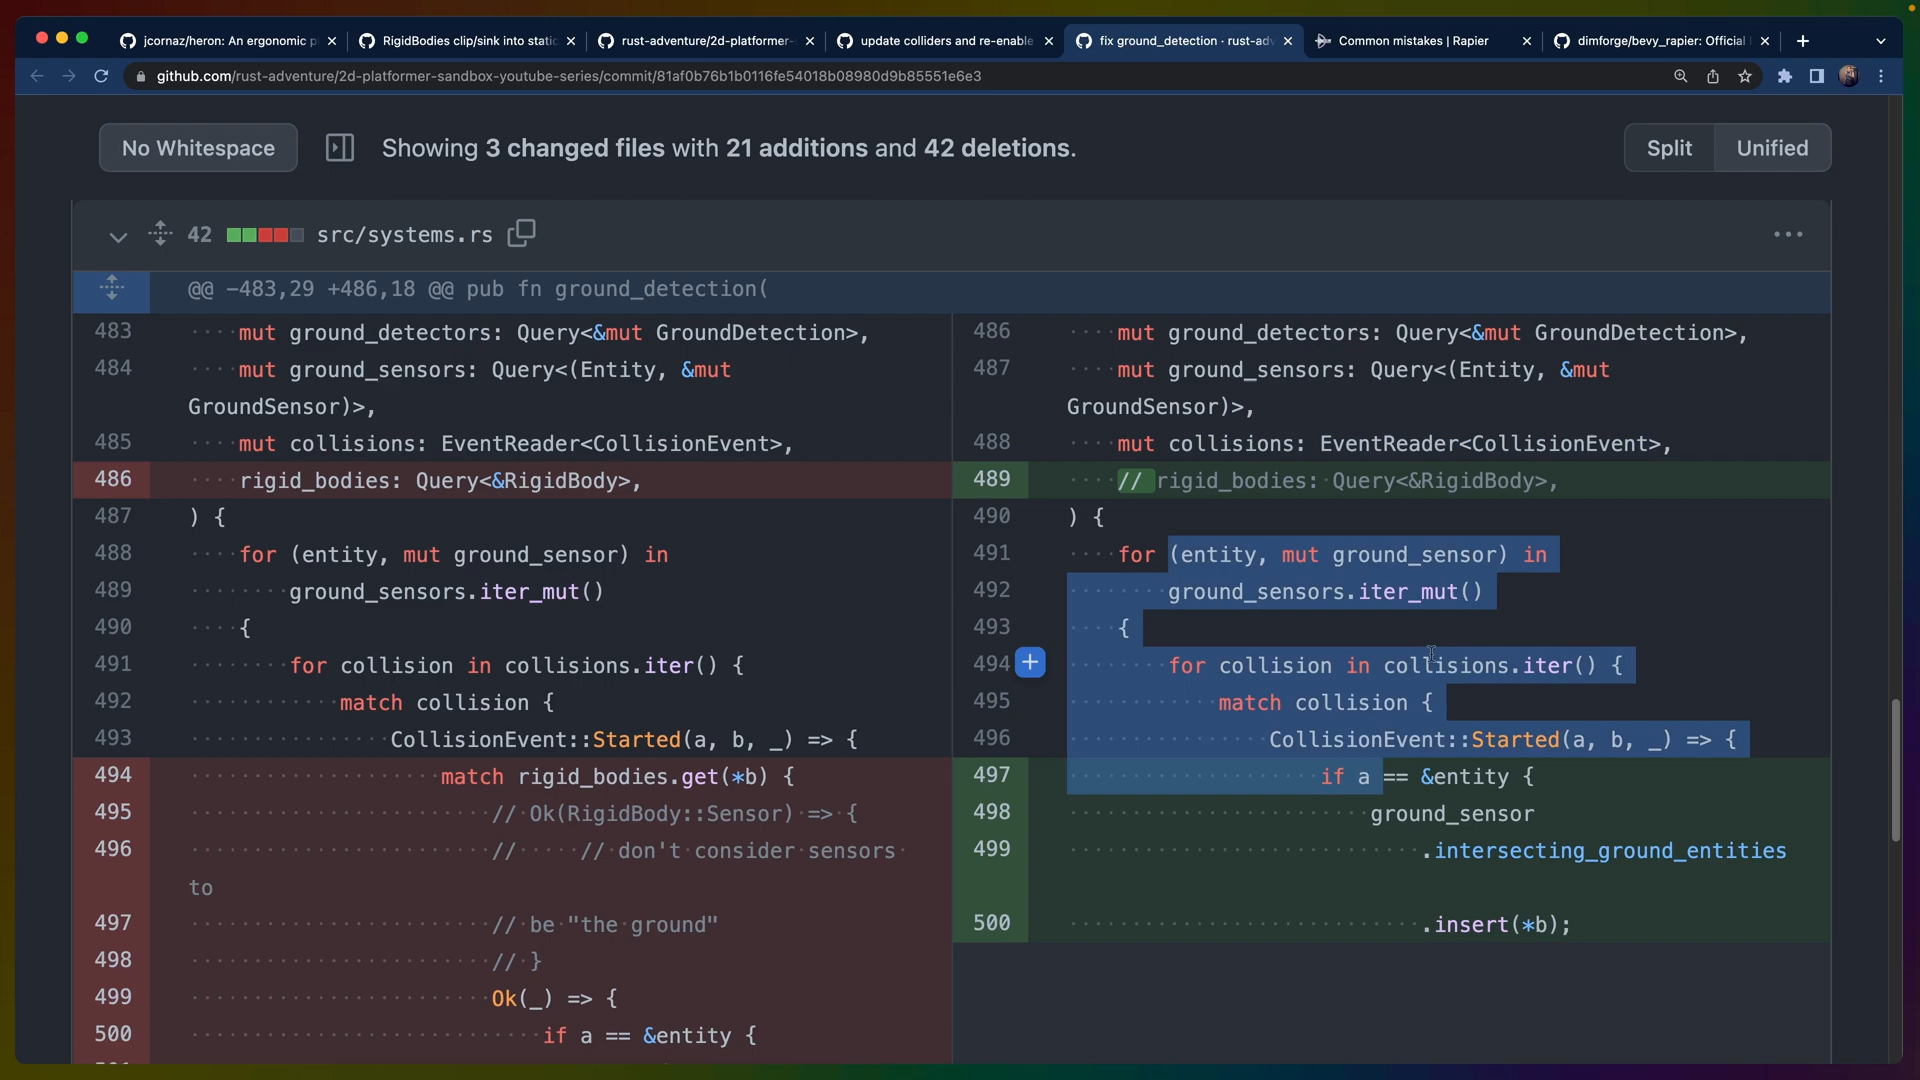 jcornaz/heron: An ergonomic p
RigidBodies clip/sink into stati
rust-adventure/2d-platformer-
update colliders and re-enable
fix ground_detection · rust-adv
Common mistakes | Rapier
dimforge/bevy_rapier: Official
github.com/rust-adventure/2d-platformer-sandbox-youtube-series/commit/81af0b76b1b0116fe54018b08980d9b85551e6e3
No Whitespace
Showing 3 changed files with 21 additions and 42 deletions.
Split
Unified
42
src/systems.rs
@@ -483,29 +486,18 @@ pub fn ground_detection(
483 mut ground_detectors: Query<&mut GroundDetection>,
484 mut ground_sensors: Query<(Entity, &mut
GroundSensor)>,
485 mut collisions: EventReader<CollisionEvent>,
486 rigid_bodies: Query<&RigidBody>,
487 ) {
488 for (entity, mut ground_sensor) in
489 ground_sensors.iter_mut()
490 {
491 for collision in collisions.iter() {
492 match collision {
493 CollisionEvent::Started(a, b, _) => {
494 match rigid_bodies.get(*b) {
495 // Ok(RigidBody::Sensor) => {
496 // // don't consider sensors
to
497 // be "the ground"
498 // }
499 Ok(_) => {
500 if a == &entity {
486 mut ground_detectors: Query<&mut GroundDetection>,
487 mut ground_sensors: Query<(Entity, &mut
GroundSensor)>,
488 mut collisions: EventReader<CollisionEvent>,
489 // rigid_bodies: Query<&RigidBody>,
490 ) {
491 for (entity, mut ground_sensor) in
492 ground_sensors.iter_mut()
493 {
494 for collision in collisions.iter() {
495 match collision {
496 CollisionEvent::Started(a, b, _) => {
497 if a == &entity {
498 ground_sensor
499 .intersecting_ground_entities
500 .insert(*b);